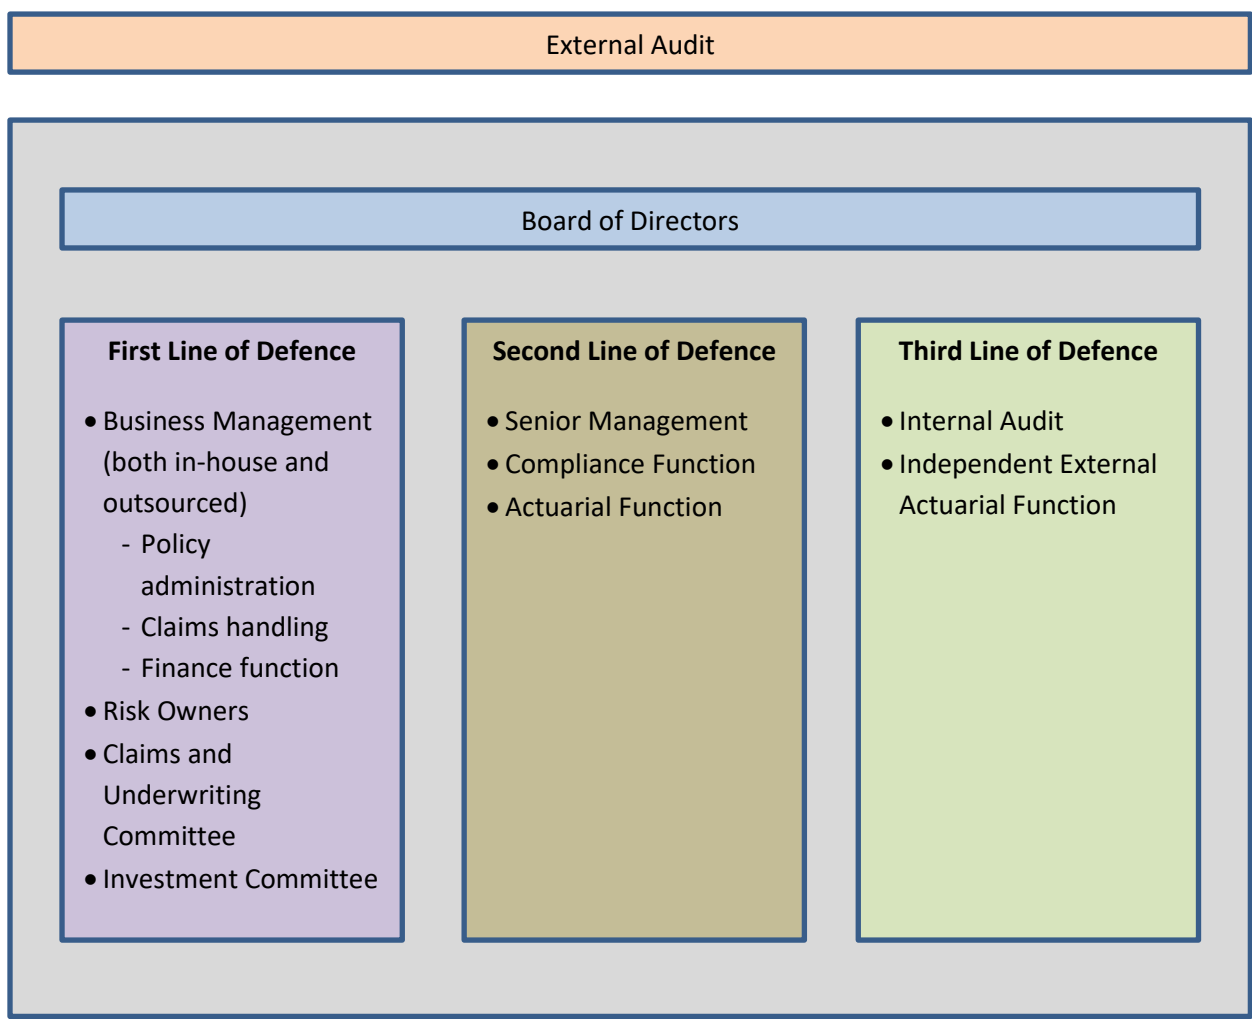 External Audit
Board of Directors
First Line of Defence
• Business Management
(both in-house and
outsourced)
- Policy
administration
- Claims handling
- Finance function
• Risk Owners
• Claims and
Underwriting
Committee
• Investment Committee
Second Line of Defence
• Senior Management
• Compliance Function
• Actuarial Function
Third Line of Defence
• Internal Audit
• Independent External
Actuarial Function